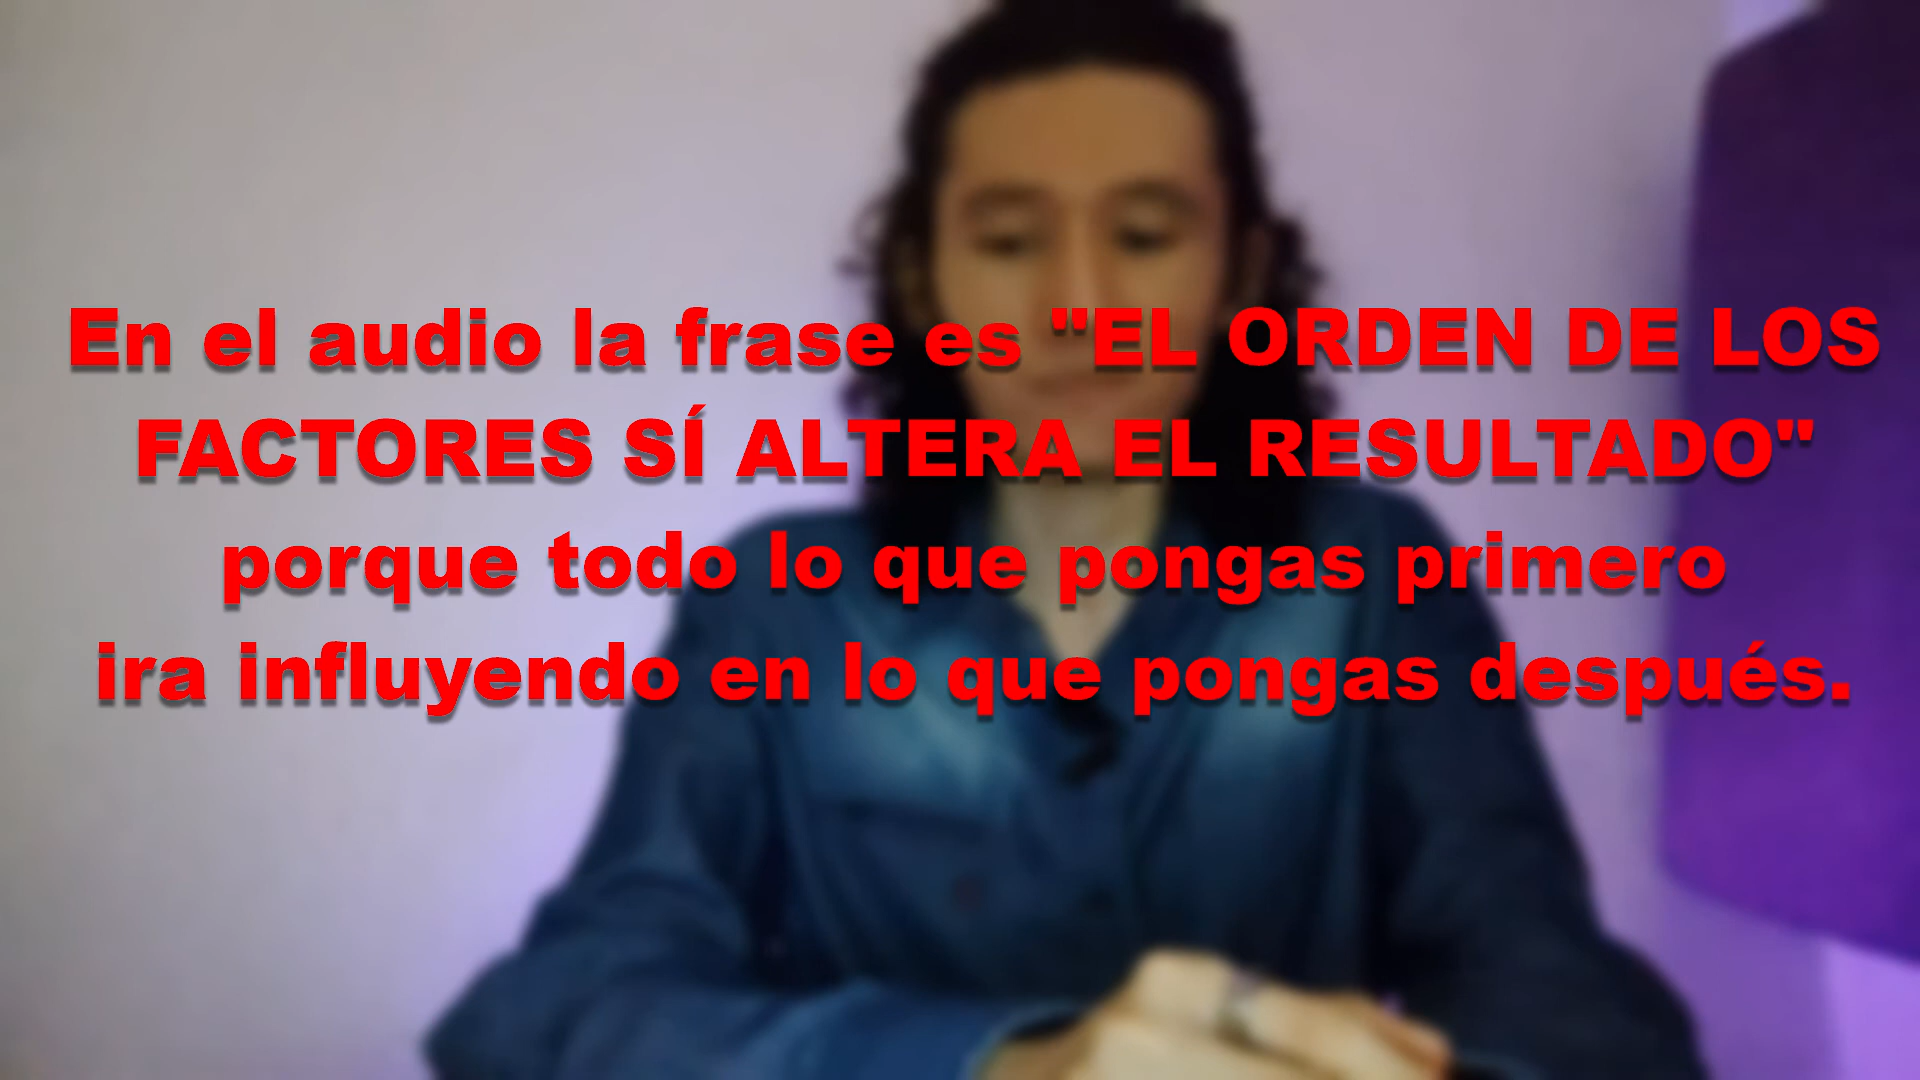 En el audio la frase es "EL ORDEN DE LOS
FACTORES SÍ ALTERA EL RESULTADO"
porque todo lo que pongas primero
ira influyendo en lo que pongas después.